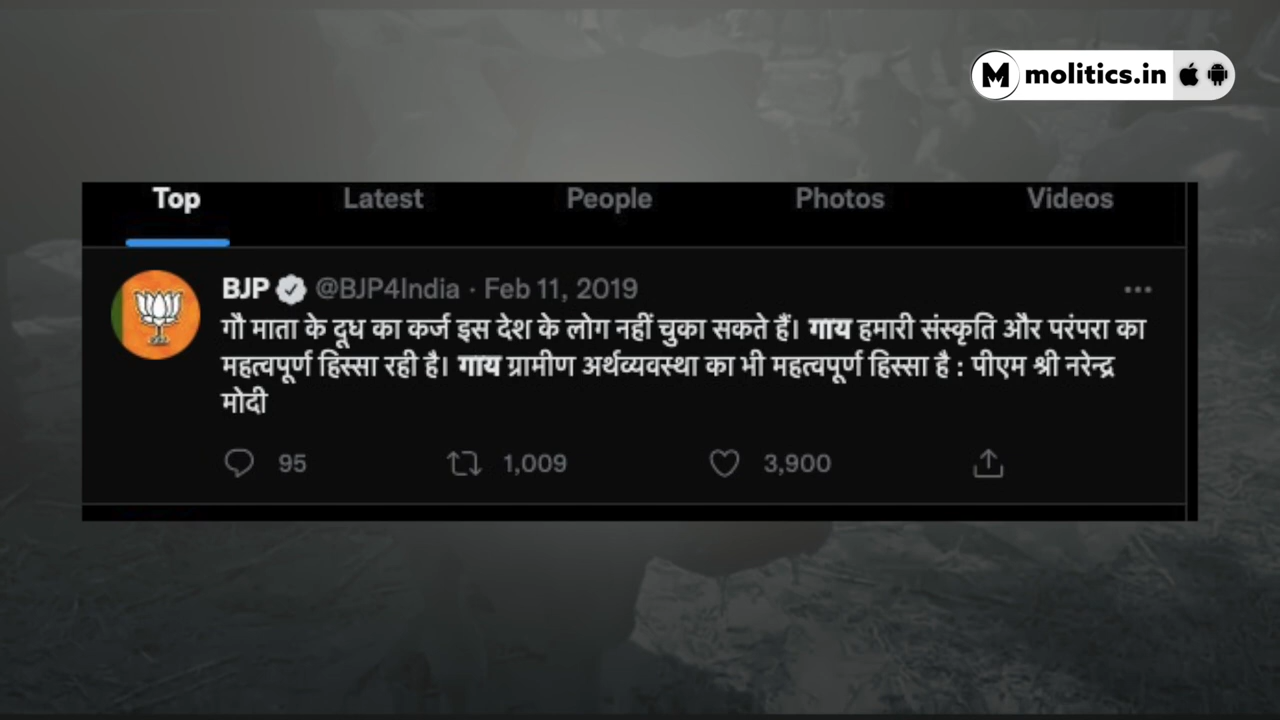 M molitics.in
Top Latest People Photos Videos
BJP @BJP4India · Feb 11, 2019
गौ माता के दूध का कर्ज इस देश के लोग नहीं चुका सकते हैं। गाय हमारी संस्कृति और परंपरा का
महत्वपूर्ण हिस्सा रही है। गाय ग्रामीण अर्थव्यवस्था का भी महत्वपूर्ण हिस्सा है : पीएम श्री नरेन्द्र
मोदी
95 1,009 3,900